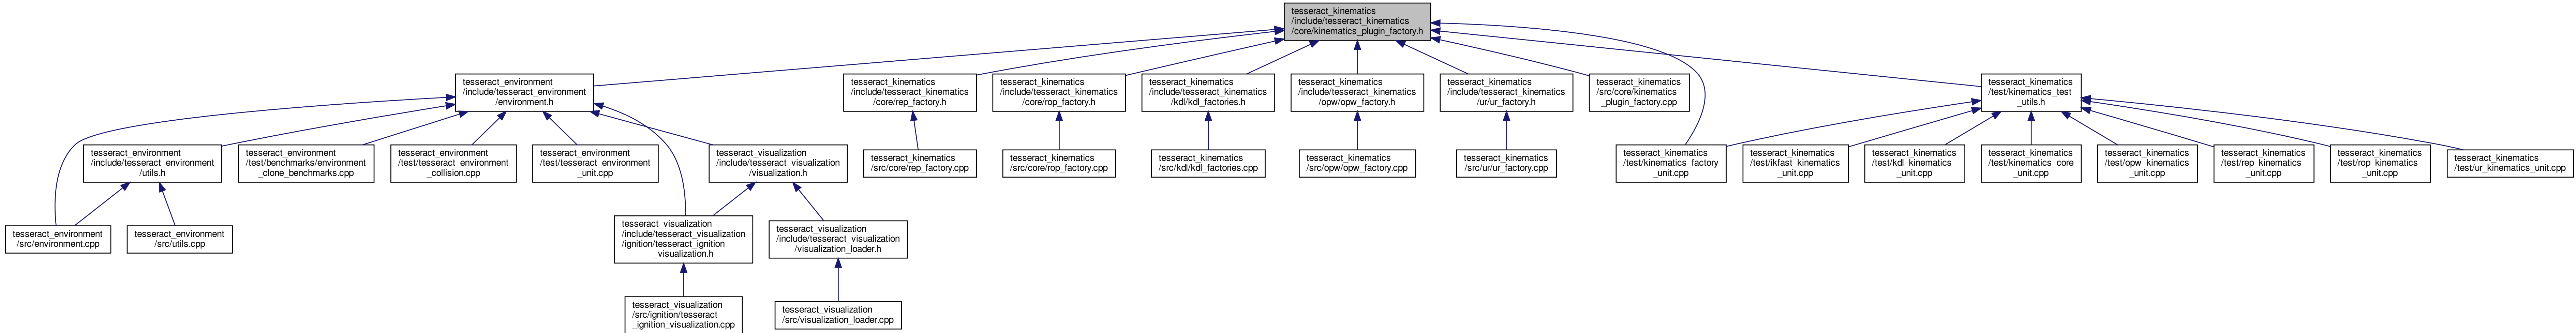 tesseract_kinematics
/include/tesseract_kinematics
/core/kinematics_plugin_factory.h
tesseract_environment
/include/tesseract_environment
/environment.h
tesseract_kinematics
/include/tesseract_kinematics
/core/rep_factory.h
tesseract_kinematics
/include/tesseract_kinematics
/core/rop_factory.h
tesseract_kinematics
/include/tesseract_kinematics
/kdl/kdl_factories.h
tesseract_kinematics
/include/tesseract_kinematics
/opw/opw_factory.h
tesseract_kinematics
/include/tesseract_kinematics
/ur/ur_factory.h
tesseract_kinematics
/src/core/kinematics
_plugin_factory.cpp
tesseract_kinematics
/test/kinematics_test
_utils.h
tesseract_environment
/include/tesseract_environment
/utils.h
tesseract_environment
/test/benchmarks/environment
_clone_benchmarks.cpp
tesseract_environment
/test/tesseract_environment
_collision.cpp
tesseract_environment
/test/tesseract_environment
_unit.cpp
tesseract_visualization
/include/tesseract_visualization
/visualization.h
tesseract_kinematics
/src/core/rep_factory.cpp
tesseract_kinematics
/src/core/rop_factory.cpp
tesseract_kinematics
/src/kdl/kdl_factories.cpp
tesseract_kinematics
/src/opw/opw_factory.cpp
tesseract_kinematics
/src/ur/ur_factory.cpp
tesseract_kinematics
/test/kinematics_factory
_unit.cpp
tesseract_kinematics
/test/ikfast_kinematics
_unit.cpp
tesseract_kinematics
/test/kdl_kinematics
_unit.cpp
tesseract_kinematics
/test/kinematics_core
_unit.cpp
tesseract_kinematics
/test/opw_kinematics
_unit.cpp
tesseract_kinematics
/test/rep_kinematics
_unit.cpp
tesseract_kinematics
/test/rop_kinematics
_unit.cpp
tesseract_kinematics
/test/ur_kinematics_unit.cpp
tesseract_environment
/src/environment.cpp
tesseract_environment
/src/utils.cpp
tesseract_visualization
/include/tesseract_visualization
/ignition/tesseract_ignition
_visualization.h
tesseract_visualization
/include/tesseract_visualization
/visualization_loader.h
tesseract_visualization
/src/ignition/tesseract
_ignition_visualization.cpp
tesseract_visualization
/src/visualization_loader.cpp